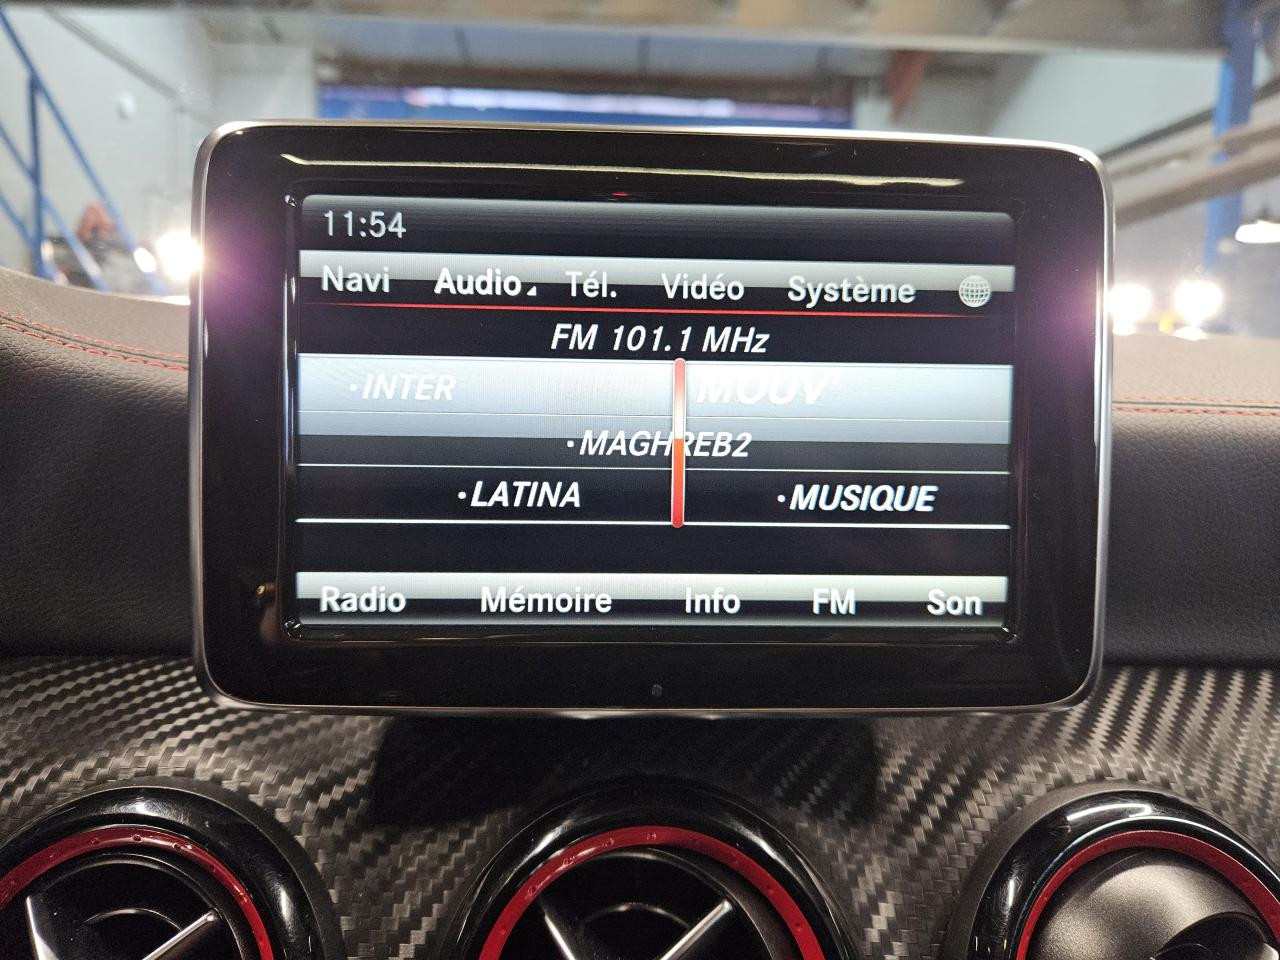 11:54
Navi Audio Tél. Vidéo Système
FM 101.1 MHz
·INTER MOUV'
·MAGHREB2
·LATINA ·MUSIQUE
Radio Mémoire Info FM Son